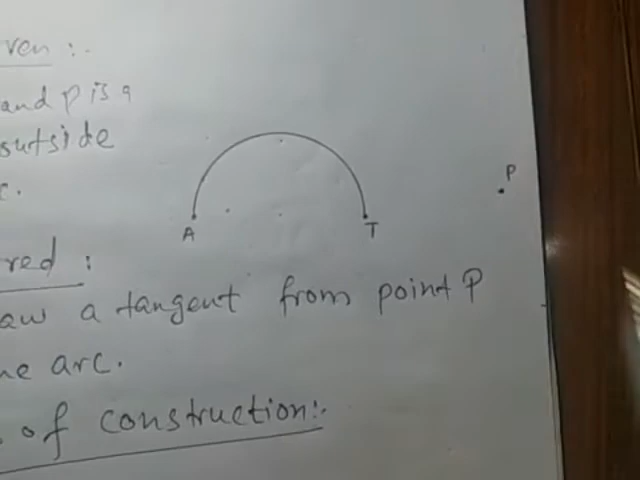 ven :-
and P is a
outside
c.
P
A
T
red :
aw a tangent from point P
he arc.
. of construction:-